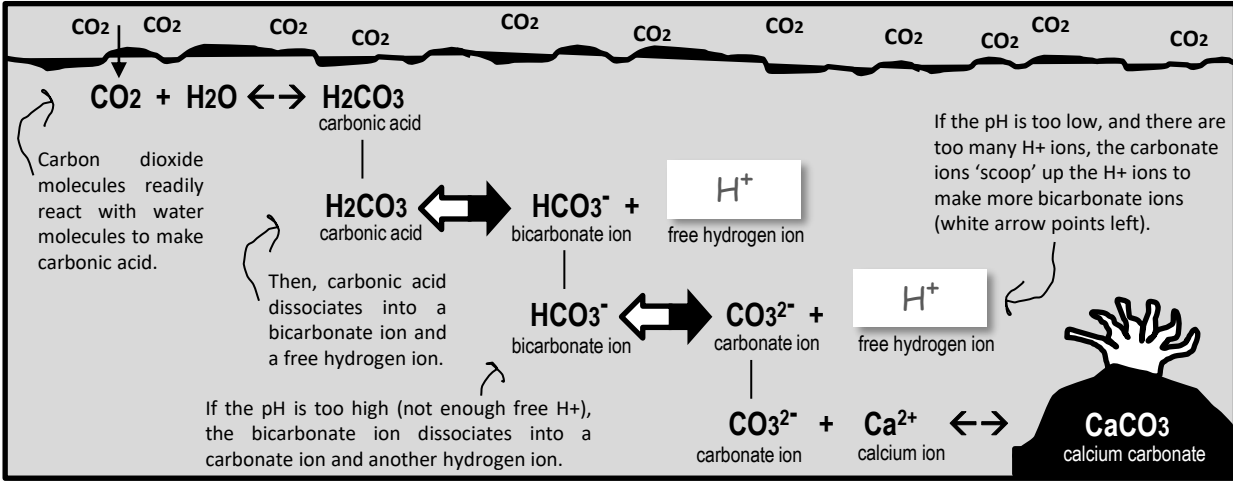 CO2 CO2 CO2 CO2 CO2 CO2 CO2 CO2 CO2 CO2 CO2
CO2 + H2O ←→ H2CO3
carbonic acid
Carbon dioxide
molecules readily
react with water
molecules to make
carbonic acid.
If the pH is too low, and there are
too many H+ ions, the carbonate
ions ‘scoop’ up the H+ ions to
make more bicarbonate ions
(white arrow points left).
H2CO3 HCO3⁻ + H⁺
carbonic acid bicarbonate ion free hydrogen ion
Then, carbonic acid
dissociates into a
bicarbonate ion and
a free hydrogen ion.
HCO3⁻ CO3²⁻ + H⁺
bicarbonate ion carbonate ion free hydrogen ion
If the pH is too high (not enough free H+),
the bicarbonate ion dissociates into a
carbonate ion and another hydrogen ion.
CO3²⁻ + Ca²⁺ ←→ CaCO3
carbonate ion calcium ion calcium carbonate